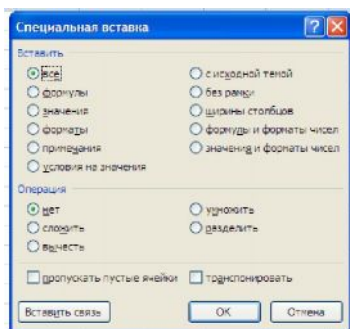 Специальная вставка
Вставить
все
с исходной темой
формулы
без рамки
значения
ширины столбцов
форматы
формулы и форматы чисел
примечания
значения и форматы чисел
условия на значения
Операция
нет
умножить
сложить
разделить
вычесть
пропускать пустые ячейки
транспонировать
Вставить связь
ОК
Отмена